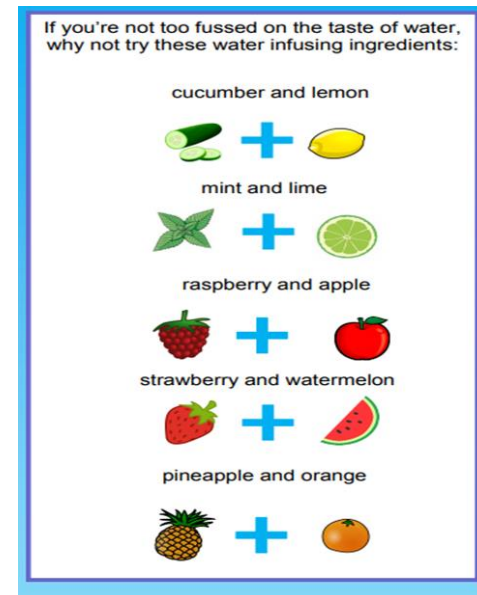 If you're not too fussed on the taste of water,
why not try these water infusing ingredients:
cucumber and lemon
mint and lime
raspberry and apple
strawberry and watermelon
pineapple and orange